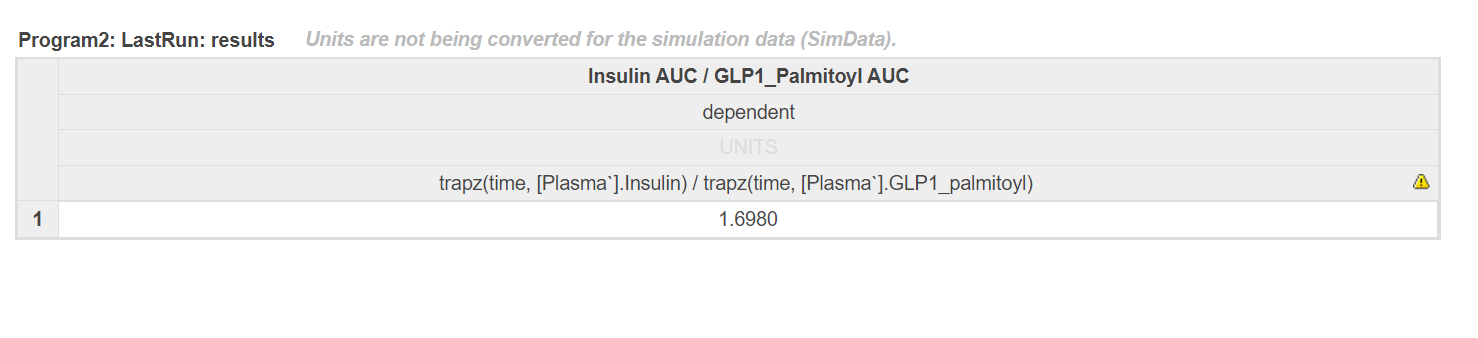 Program2: LastRun: results Units are not being converted for the simulation data (SimData).
Insulin AUC / GLP1_Palmitoyl AUC
dependent
UNITS
trapz(time, [Plasma`].Insulin) / trapz(time, [Plasma`].GLP1_palmitoyl)
1 1.6980